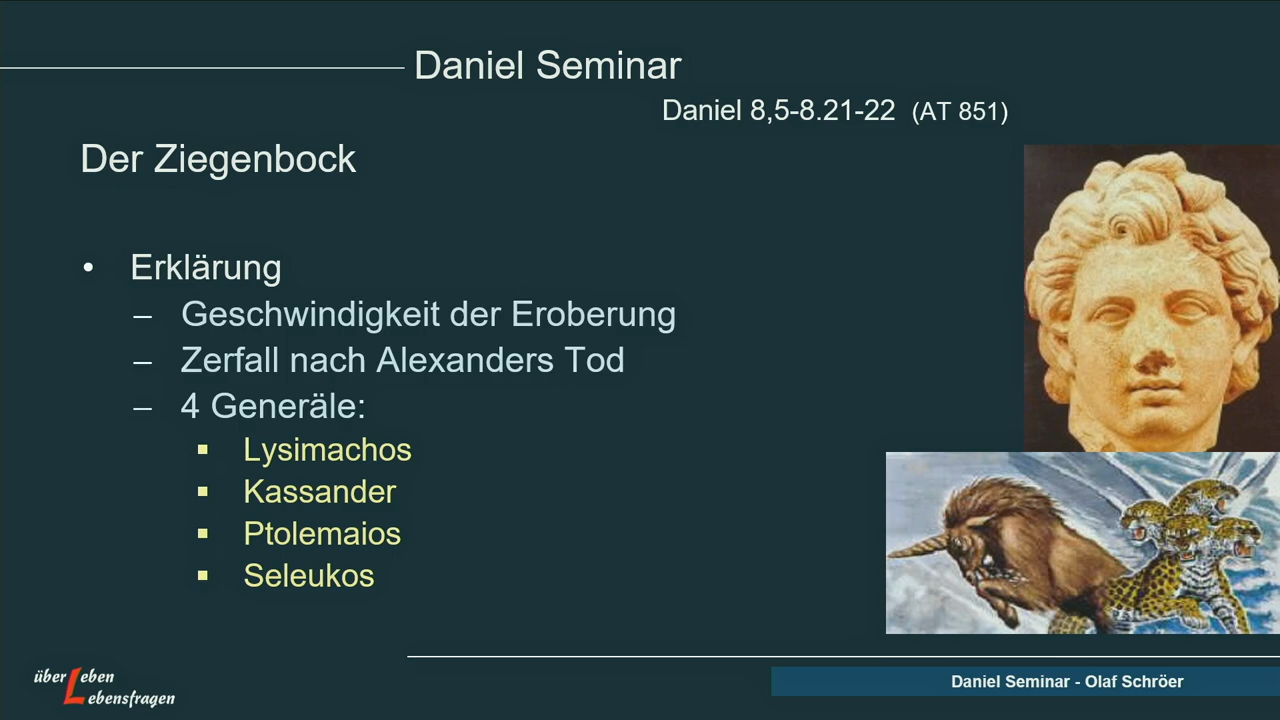 Daniel Seminar
Daniel 8,5-8.21-22 (AT 851)
Der Ziegenbock
• Erklärung
– Geschwindigkeit der Eroberung
– Zerfall nach Alexanders Tod
– 4 Generäle:
▪ Lysimachos
▪ Kassander
▪ Ptolemaios
▪ Seleukos
über Leben
Lebensfragen
Daniel Seminar - Olaf Schröer